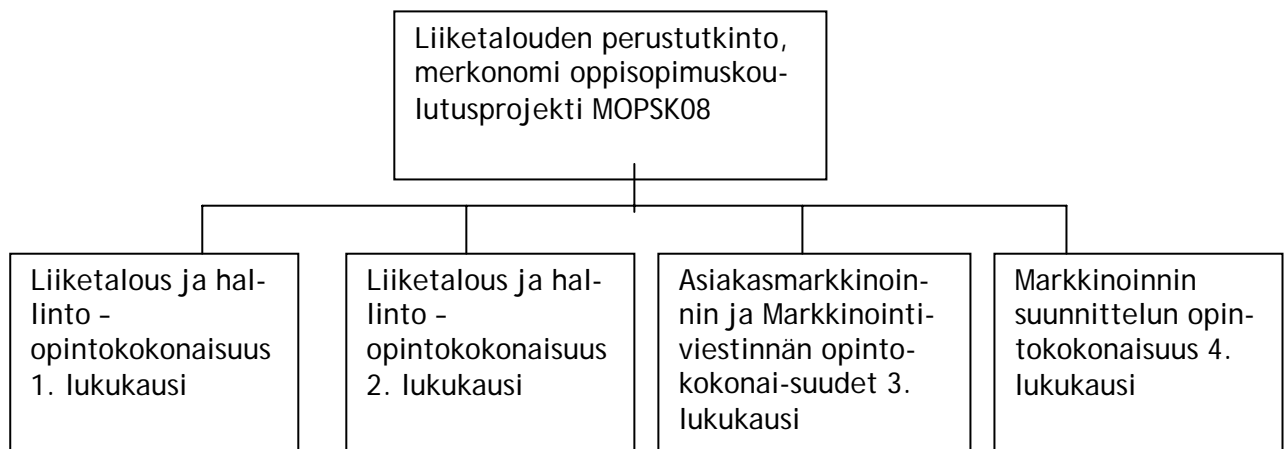 Liiketalouden perustutkinto,
merkonomi oppisopimuskou-
lutusprojekti MOPSK08
Liiketalous ja hal-
linto –
opintokokonaisuus
1. lukukausi
Liiketalous ja hal-
linto –
opintokokonaisuus
2. lukukausi
Asiakasmarkkinoin-
nin ja Markkinointi-
viestinnän opinto-
kokonai-suudet 3.
lukukausi
Markkinoinnin
suunnittelun opin-
tokokonaisuus 4.
lukukausi